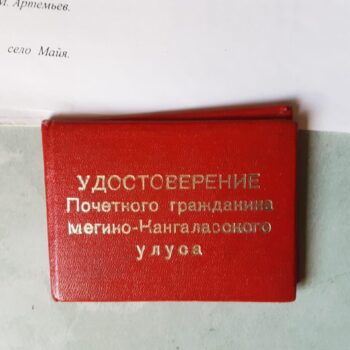 М. Артемьев.
село Майя.
УДОСТОВЕРЕНИЕ
Почетного гражданина
мегино-Кангаласского
улуса